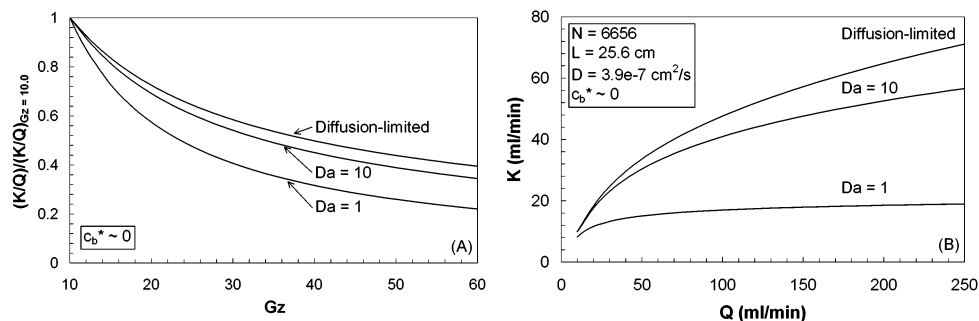 1
0.8
0.6
0.4
0.2
0
10
20
30
40
50
60
(K/Q)/(K/Q)Gz = 10.0
Gz
Diffusion-limited
Da = 10
Da = 1
cb* ~ 0
(A)
80
60
40
20
0
0
50
100
150
200
250
K (ml/min)
Q (ml/min)
N = 6656
L = 25.6 cm
D = 3.9e-7 cm²/s
cb* ~ 0
Diffusion-limited
Da = 10
Da = 1
(B)